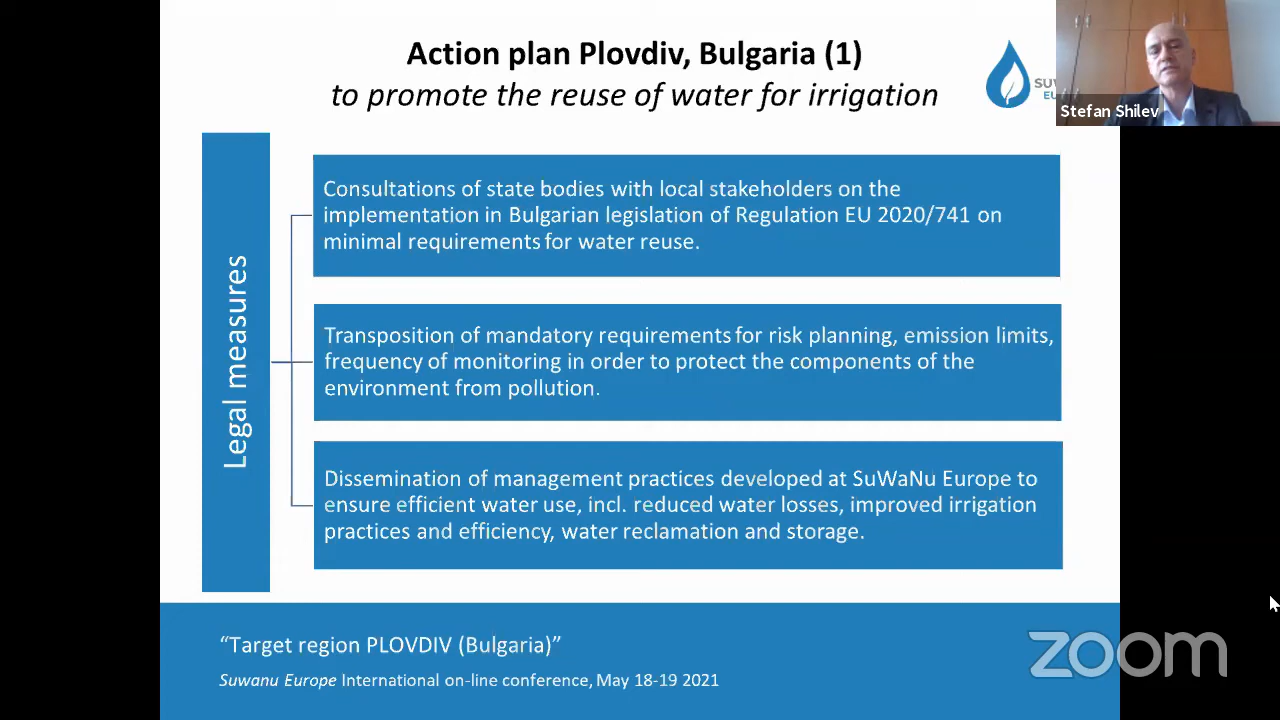 Action plan Plovdiv, Bulgaria (1)
to promote the reuse of water for irrigation
SUW
EU
Stefan Shilev
Legal measures
Consultations of state bodies with local stakeholders on the
implementation in Bulgarian legislation of Regulation EU 2020/741 on
minimal requirements for water reuse.
Transposition of mandatory requirements for risk planning, emission limits,
frequency of monitoring in order to protect the components of the
environment from pollution.
Dissemination of management practices developed at SuWaNu Europe to
ensure efficient water use, incl. reduced water losses, improved irrigation
practices and efficiency, water reclamation and storage.
“Target region PLOVDIV (Bulgaria)”
Suwanu Europe International on-line conference, May 18-19 2021
zoom